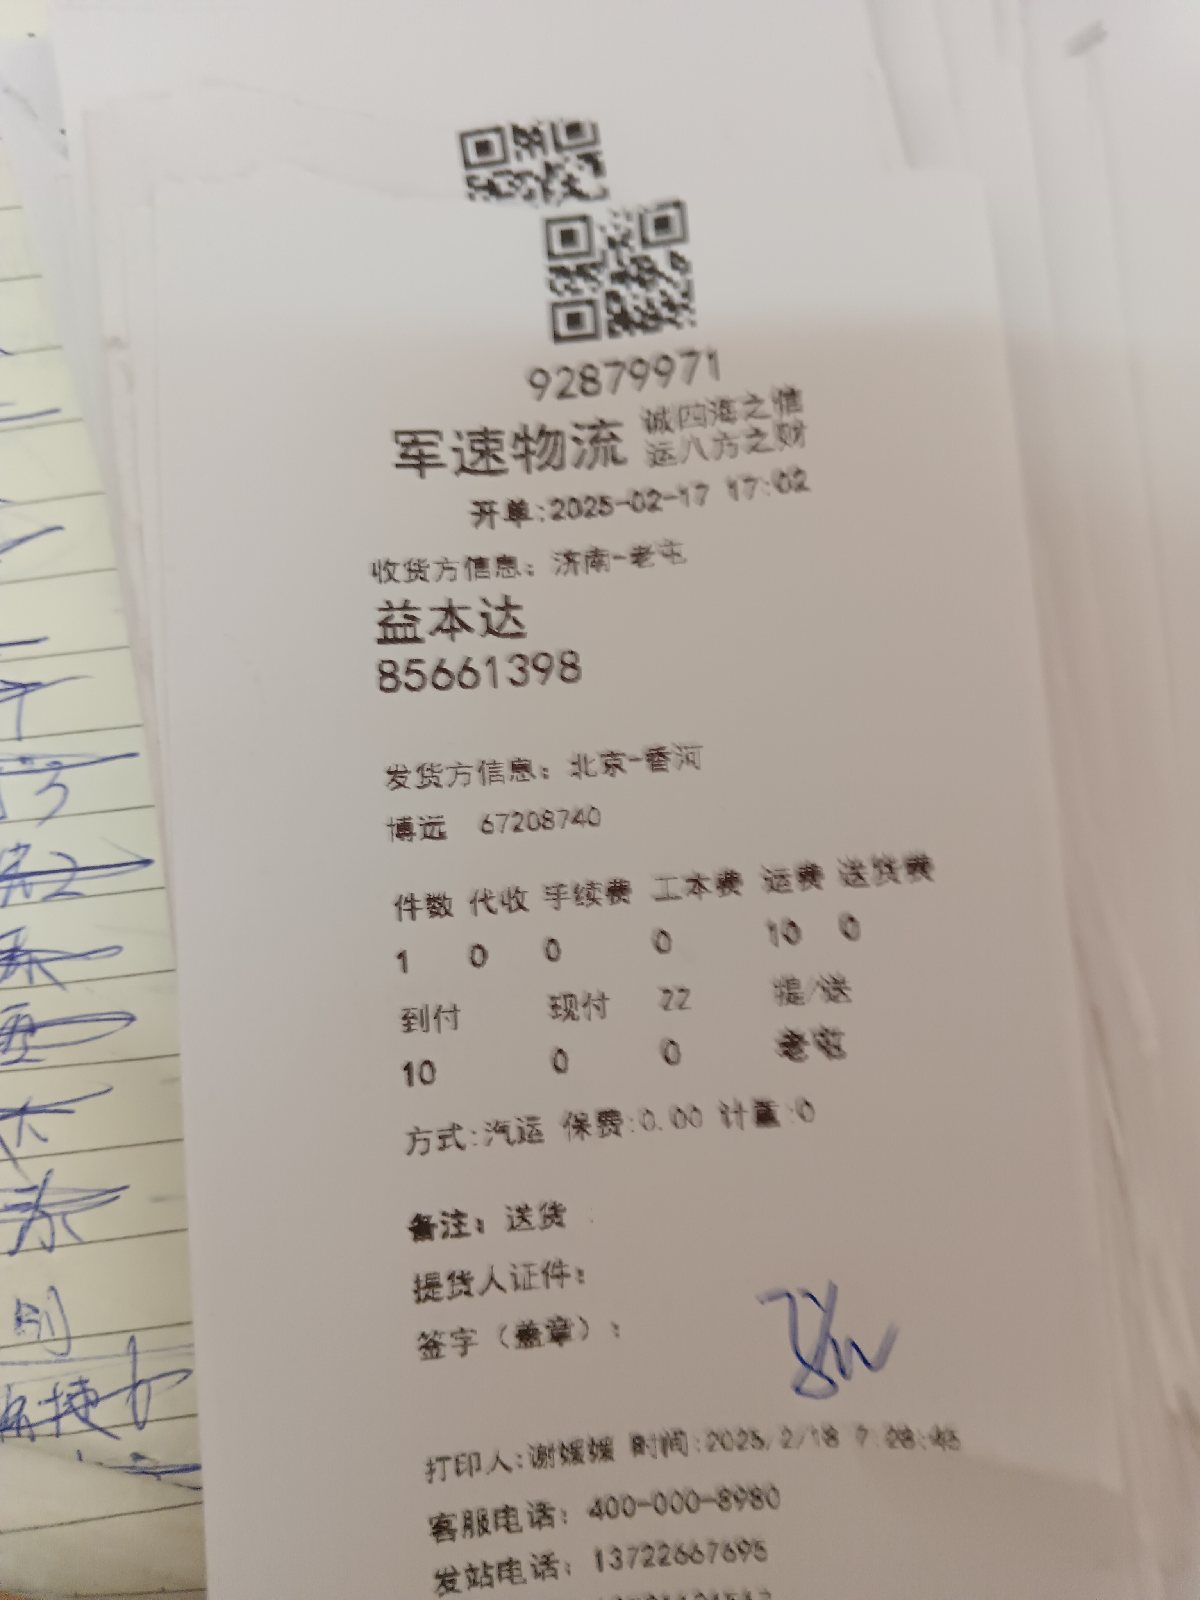 92879971
军速物流 诚四海之信
运八方之财
开单:2025-02-17 17:02
收货方信息: 济南-老屯
益本达
85661398
发货方信息: 北京-香河
博远 67208740
件数 代收 手续费 工本费 运费 送货费
1 0 0 0 10 0
到付 现付 22 提/送
10 0 0 老屯
方式:汽运 保费:0.00 计重:0
备注: 送货
提货人证件:
签字(盖章):
打印人:谢媛媛 时间:2025/2/18 7:28:45
客服电话: 400-000-8980
发站电话: 13722667695